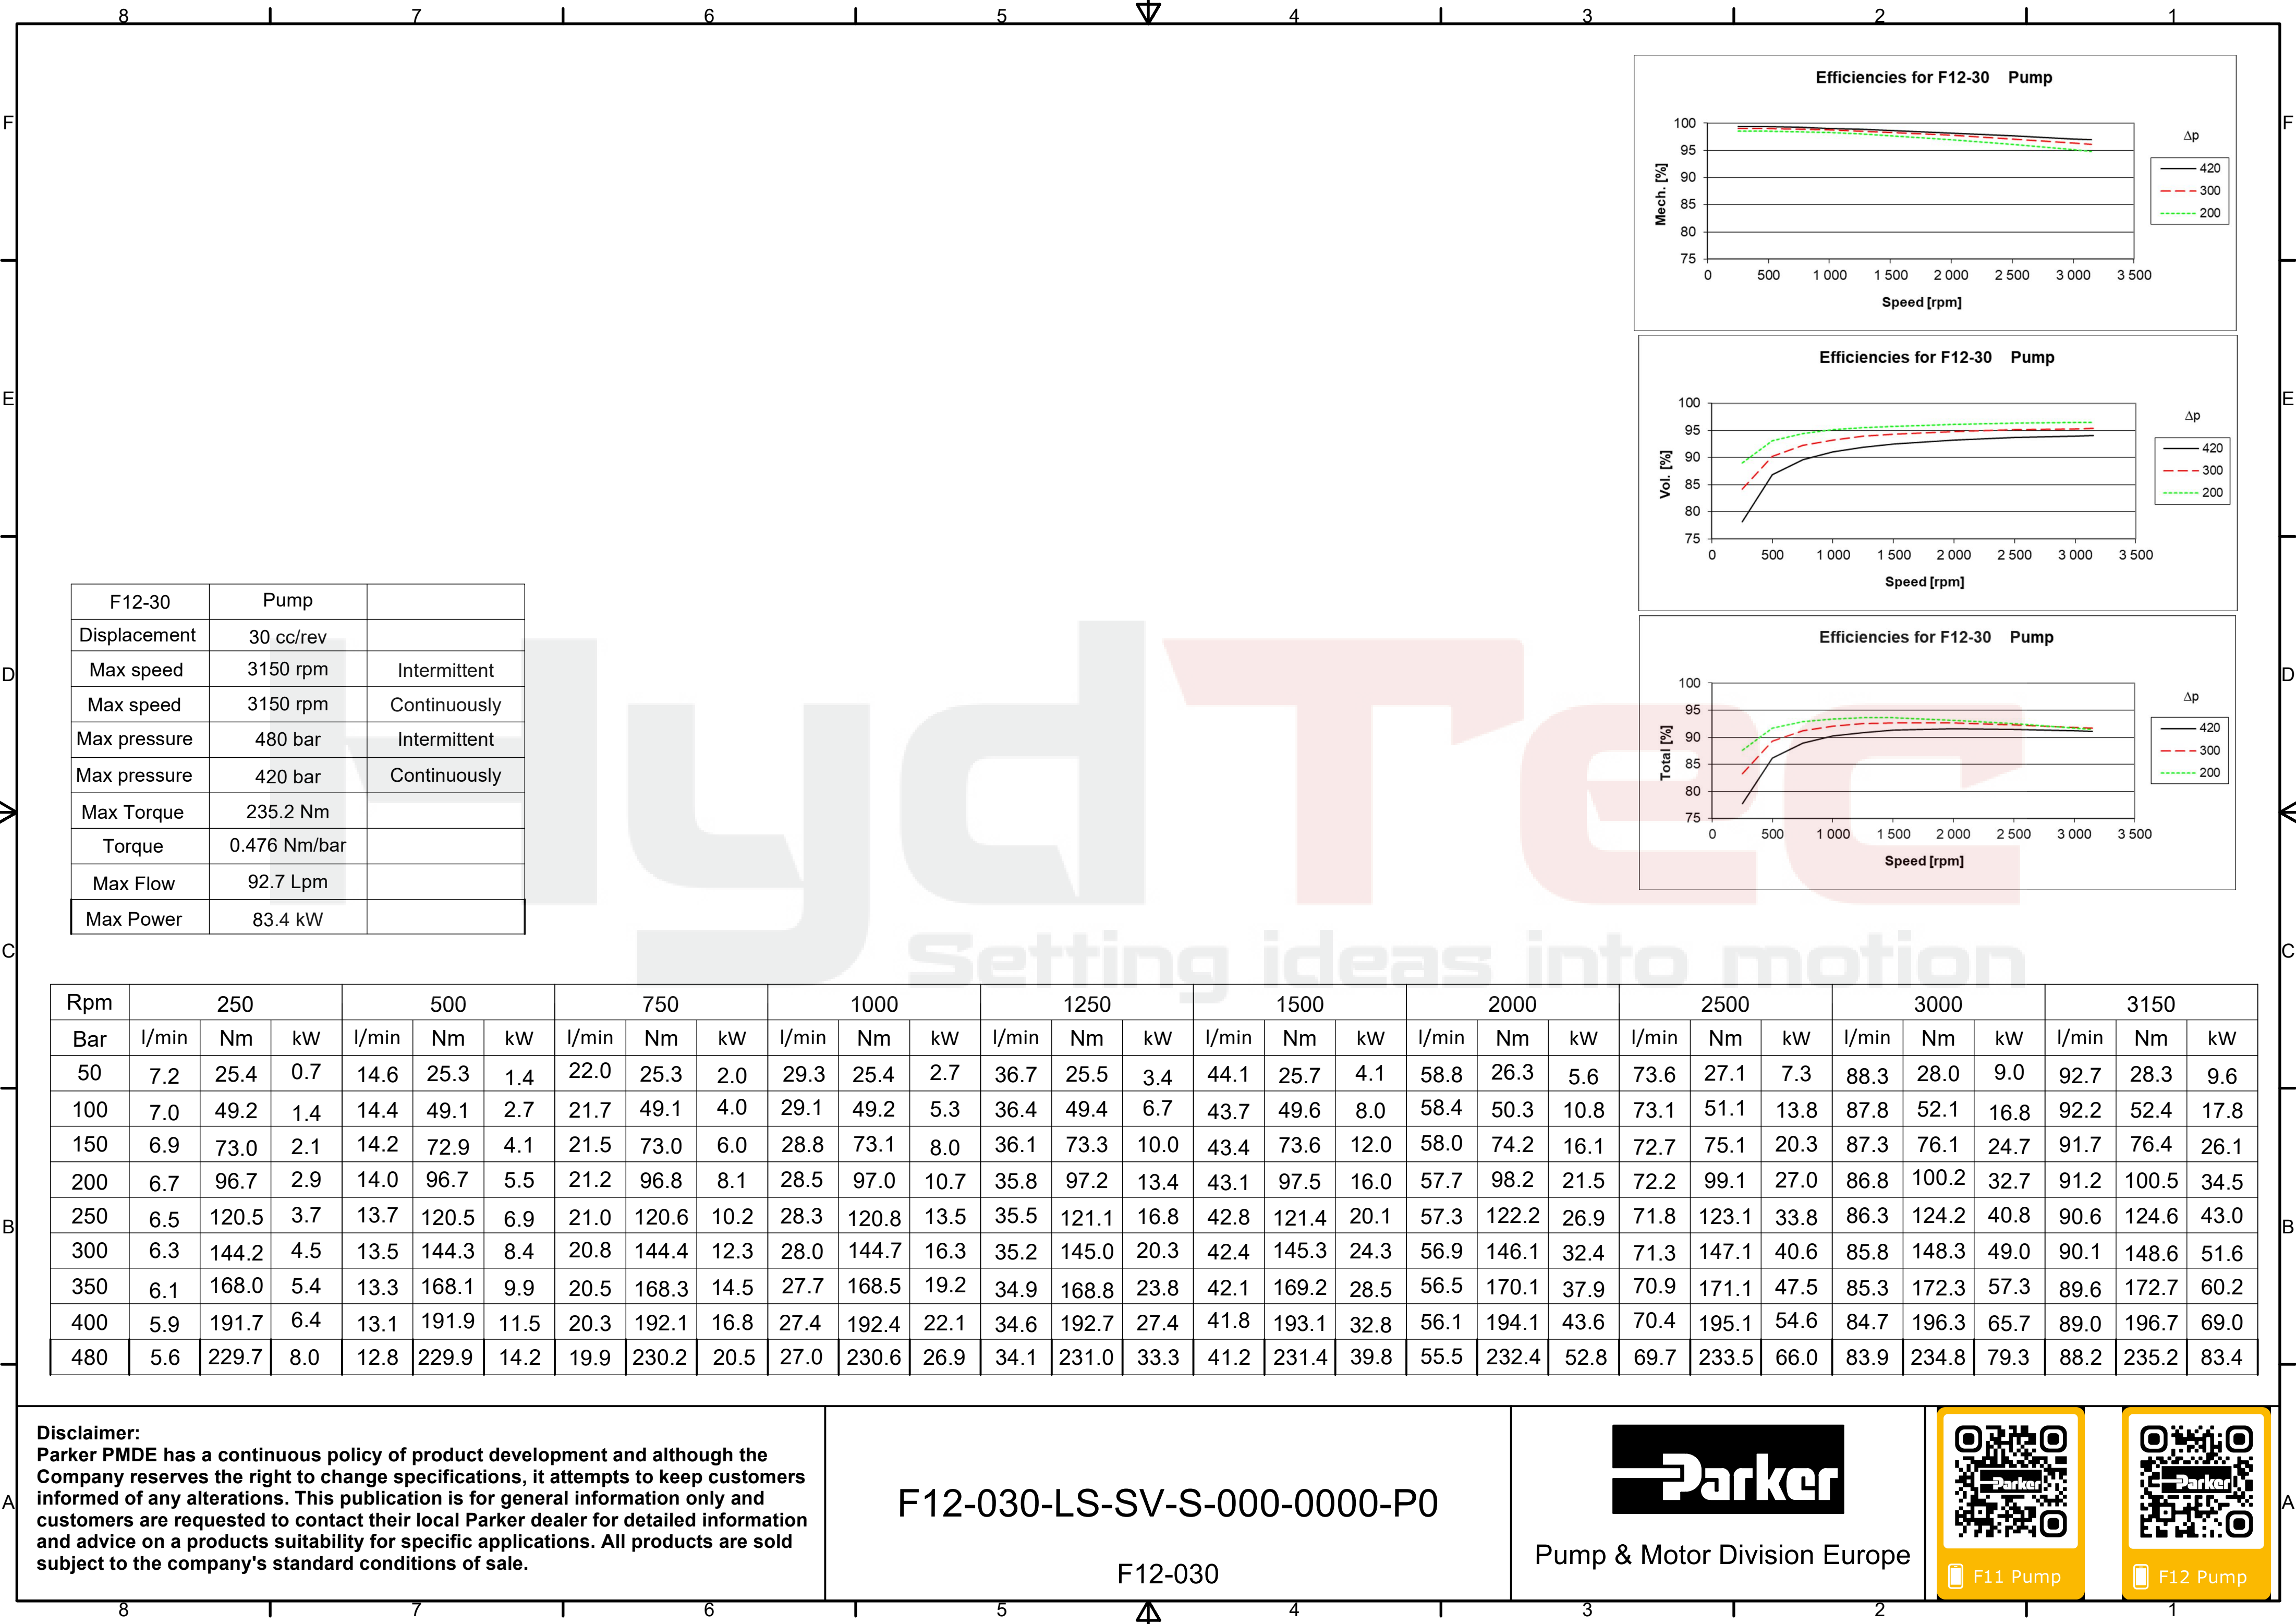 8 7 6 5 4 3 2 1
F F
E E
D D
C C
B B
A A
Efficiencies for F12-30 Pump
Mech. [%]
100
95
90
85
80
75
0 500 1 000 1 500 2 000 2 500 3 000 3 500
Speed [rpm]
Δp
420
300
200
Efficiencies for F12-30 Pump
Vol. [%]
100
95
90
85
80
75
0 500 1 000 1 500 2 000 2 500 3 000 3 500
Speed [rpm]
Δp
420
300
200
Efficiencies for F12-30 Pump
Total [%]
100
95
90
85
80
75
0 500 1 000 1 500 2 000 2 500 3 000 3 500
Speed [rpm]
Δp
420
300
200
F12-30 Pump
Displacement 30 cc/rev
Max speed 3150 rpm Intermittent
Max speed 3150 rpm Continuously
Max pressure 480 bar Intermittent
Max pressure 420 bar Continuously
Max Torque 235.2 Nm
Torque 0.476 Nm/bar
Max Flow 92.7 Lpm
Max Power 83.4 kW
HydTec
Setting ideas into motion
Rpm 250 500 750 1000 1250 1500 2000 2500 3000 3150
Bar l/min Nm kW l/min Nm kW l/min Nm kW l/min Nm kW l/min Nm kW l/min Nm kW l/min Nm kW l/min Nm kW l/min Nm kW l/min Nm kW
50 7.2 25.4 0.7 14.6 25.3 1.4 22.0 25.3 2.0 29.3 25.4 2.7 36.7 25.5 3.4 44.1 25.7 4.1 58.8 26.3 5.6 73.6 27.1 7.3 88.3 28.0 9.0 92.7 28.3 9.6
100 7.0 49.2 1.4 14.4 49.1 2.7 21.7 49.1 4.0 29.1 49.2 5.3 36.4 49.4 6.7 43.7 49.6 8.0 58.4 50.3 10.8 73.1 51.1 13.8 87.8 52.1 16.8 92.2 52.4 17.8
150 6.9 73.0 2.1 14.2 72.9 4.1 21.5 73.0 6.0 28.8 73.1 8.0 36.1 73.3 10.0 43.4 73.6 12.0 58.0 74.2 16.1 72.7 75.1 20.3 87.3 76.1 24.7 91.7 76.4 26.1
200 6.7 96.7 2.9 14.0 96.7 5.5 21.2 96.8 8.1 28.5 97.0 10.7 35.8 97.2 13.4 43.1 97.5 16.0 57.7 98.2 21.5 72.2 99.1 27.0 86.8 100.2 32.7 91.2 100.5 34.5
250 6.5 120.5 3.7 13.7 120.5 6.9 21.0 120.6 10.2 28.3 120.8 13.5 35.5 121.1 16.8 42.8 121.4 20.1 57.3 122.2 26.9 71.8 123.1 33.8 86.3 124.2 40.8 90.6 124.6 43.0
300 6.3 144.2 4.5 13.5 144.3 8.4 20.8 144.4 12.3 28.0 144.7 16.3 35.2 145.0 20.3 42.4 145.3 24.3 56.9 146.1 32.4 71.3 147.1 40.6 85.8 148.3 49.0 90.1 148.6 51.6
350 6.1 168.0 5.4 13.3 168.1 9.9 20.5 168.3 14.5 27.7 168.5 19.2 34.9 168.8 23.8 42.1 169.2 28.5 56.5 170.1 37.9 70.9 171.1 47.5 85.3 172.3 57.3 89.6 172.7 60.2
400 5.9 191.7 6.4 13.1 191.9 11.5 20.3 192.1 16.8 27.4 192.4 22.1 34.6 192.7 27.4 41.8 193.1 32.8 56.1 194.1 43.6 70.4 195.1 54.6 84.7 196.3 65.7 89.0 196.7 69.0
480 5.6 229.7 8.0 12.8 229.9 14.2 19.9 230.2 20.5 27.0 230.6 26.9 34.1 231.0 33.3 41.2 231.4 39.8 55.5 232.4 52.8 69.7 233.5 66.0 83.9 234.8 79.3 88.2 235.2 83.4
Disclaimer:
Parker PMDE has a continuous policy of product development and although the
Company reserves the right to change specifications, it attempts to keep customers
informed of any alterations. This publication is for general information only and
customers are requested to contact their local Parker dealer for detailed information
and advice on a products suitability for specific applications. All products are sold
subject to the company's standard conditions of sale.
F12-030-LS-SV-S-000-0000-P0
F12-030
Parker
Pump & Motor Division Europe
Parker
F11 Pump
Parker
F12 Pump
8 7 6 5 4 3 2 1